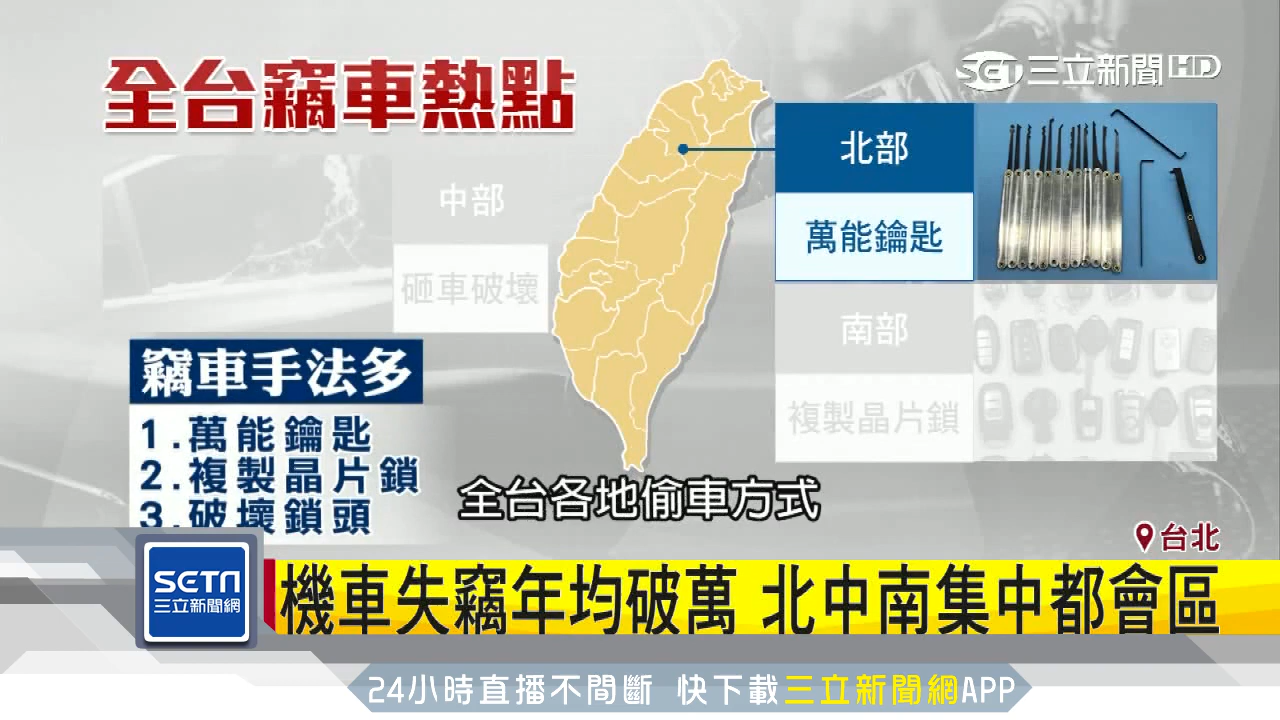 全台竊車熱點
SET 三立新聞 HD
北部
萬能鑰匙
中部
砸車破壞
南部
複製晶片鎖
竊車手法多
1.萬能鑰匙
2.複製晶片鎖
3.破壞鎖頭
全台各地偷車方式
台北
SETN
三立新聞網
機車失竊年均破萬 北中南集中都會區
24小時直播不間斷 快下載三立新聞網APP